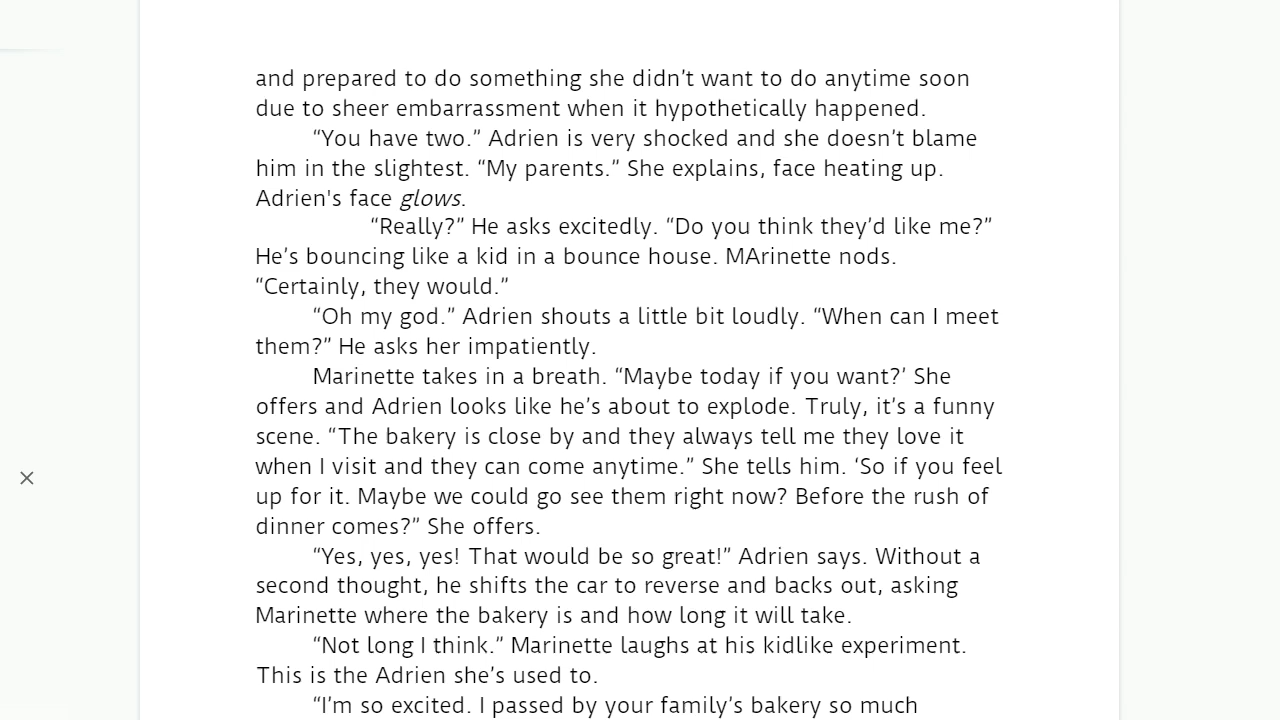 and prepared to do something she didn’t want to do anytime soon
due to sheer embarrassment when it hypothetically happened.
“You have two.” Adrien is very shocked and she doesn’t blame
him in the slightest. “My parents.” She explains, face heating up.
Adrien's face glows.
“Really?” He asks excitedly. “Do you think they’d like me?”
He’s bouncing like a kid in a bounce house. MArinette nods.
“Certainly, they would.”
“Oh my god.” Adrien shouts a little bit loudly. “When can I meet
them?” He asks her impatiently.
Marinette takes in a breath. “Maybe today if you want?’ She
offers and Adrien looks like he’s about to explode. Truly, it’s a funny
scene. “The bakery is close by and they always tell me they love it
when I visit and they can come anytime.” She tells him. ‘So if you feel
up for it. Maybe we could go see them right now? Before the rush of
dinner comes?” She offers.
“Yes, yes, yes! That would be so great!” Adrien says. Without a
second thought, he shifts the car to reverse and backs out, asking
Marinette where the bakery is and how long it will take.
“Not long I think.” Marinette laughs at his kidlike experiment.
This is the Adrien she’s used to.
“I’m so excited. I passed by your family’s bakery so much